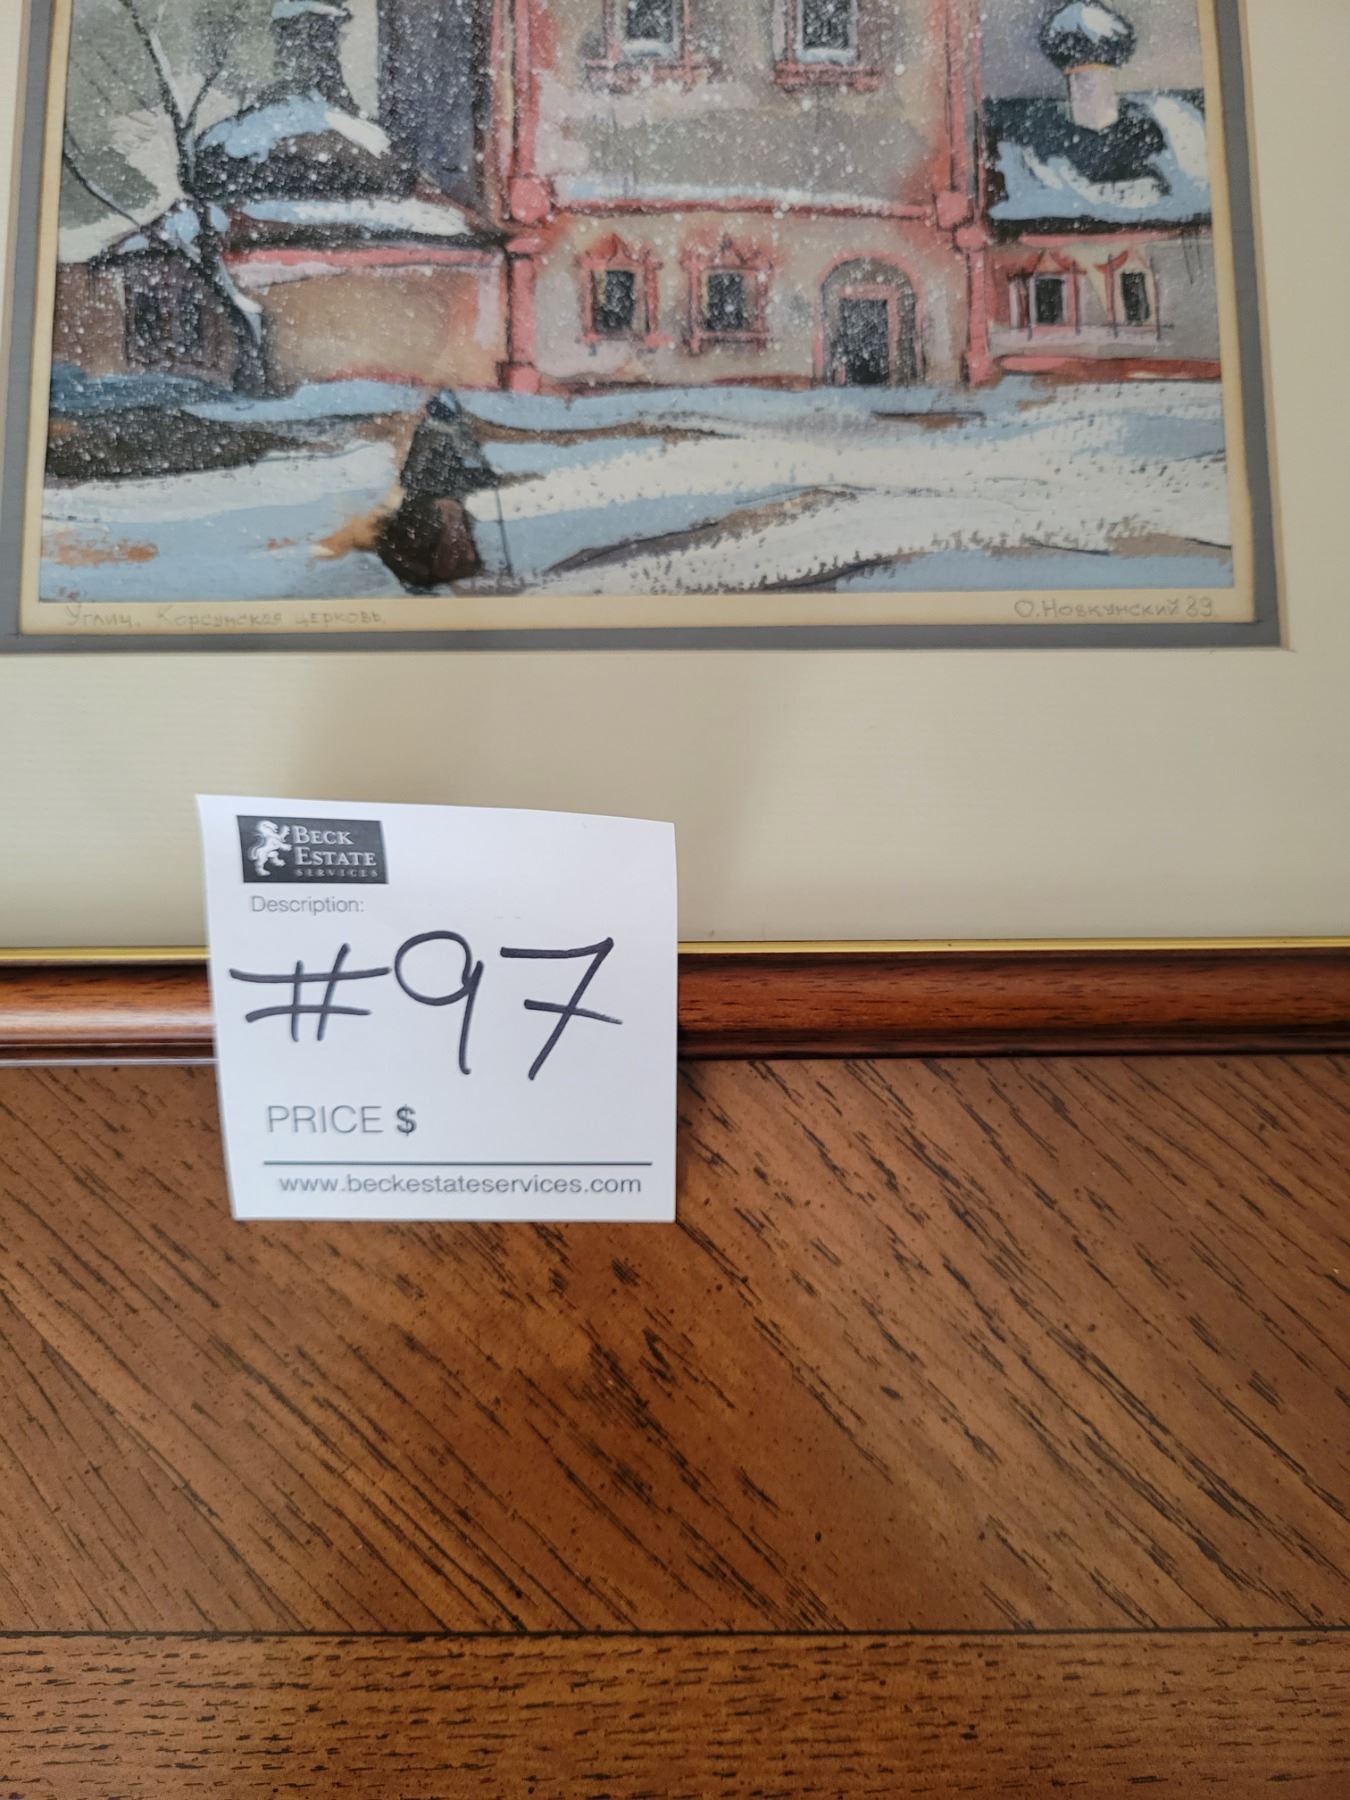 Углич. Корсунская церковь.
О.Новкунский 89.
BECK
ESTATE
SERVICES
Description:
#97
PRICE $
www.beckestateservices.com